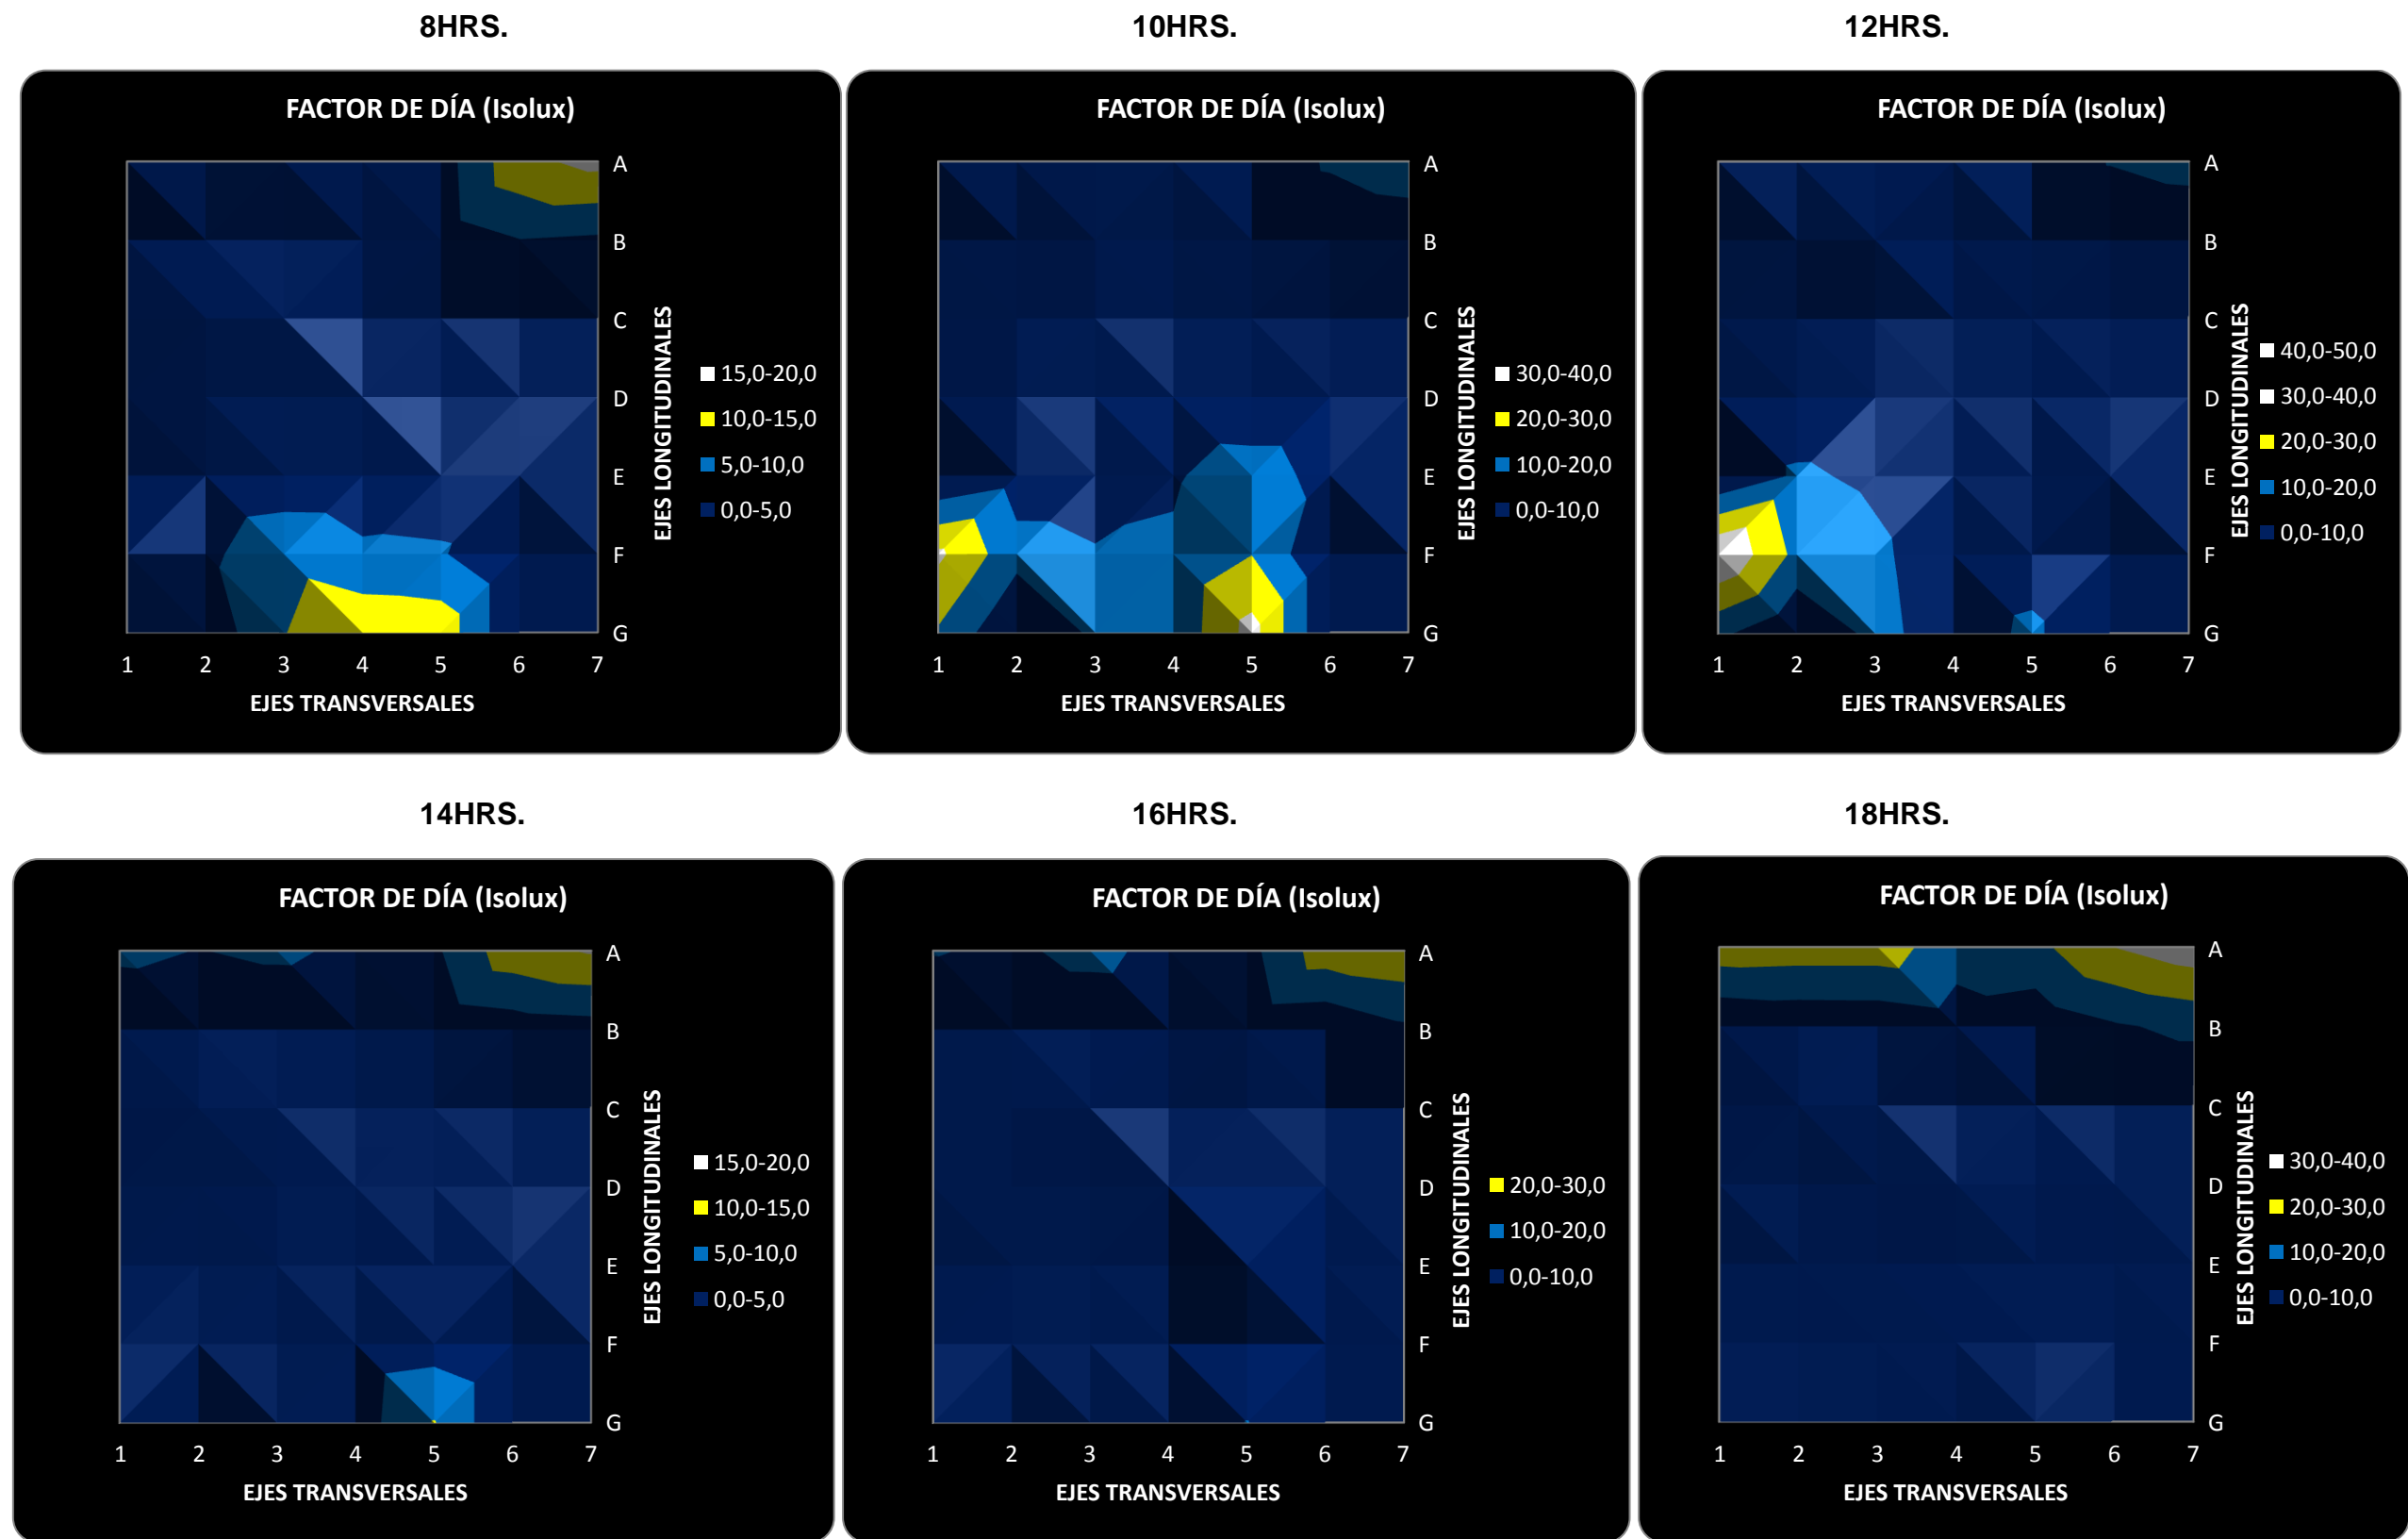 8HRS.
10HRS.
12HRS.
FACTOR DE DÍA (Isolux)
A
B
C
D
E
F
G
EJES LONGITUDINALES
15,0-20,0
10,0-15,0
5,0-10,0
0,0-5,0
1 2 3 4 5 6 7
EJES TRANSVERSALES
FACTOR DE DÍA (Isolux)
A
B
C
D
E
F
G
EJES LONGITUDINALES
30,0-40,0
20,0-30,0
10,0-20,0
0,0-10,0
1 2 3 4 5 6 7
EJES TRANSVERSALES
FACTOR DE DÍA (Isolux)
A
B
C
D
E
F
G
EJES LONGITUDINALES
40,0-50,0
30,0-40,0
20,0-30,0
10,0-20,0
0,0-10,0
1 2 3 4 5 6 7
EJES TRANSVERSALES
14HRS.
16HRS.
18HRS.
FACTOR DE DÍA (Isolux)
A
B
C
D
E
F
G
EJES LONGITUDINALES
15,0-20,0
10,0-15,0
5,0-10,0
0,0-5,0
1 2 3 4 5 6 7
EJES TRANSVERSALES
FACTOR DE DÍA (Isolux)
A
B
C
D
E
F
G
EJES LONGITUDINALES
20,0-30,0
10,0-20,0
0,0-10,0
1 2 3 4 5 6 7
EJES TRANSVERSALES
FACTOR DE DÍA (Isolux)
A
B
C
D
E
F
G
EJES LONGITUDINALES
30,0-40,0
20,0-30,0
10,0-20,0
0,0-10,0
1 2 3 4 5 6 7
EJES TRANSVERSALES